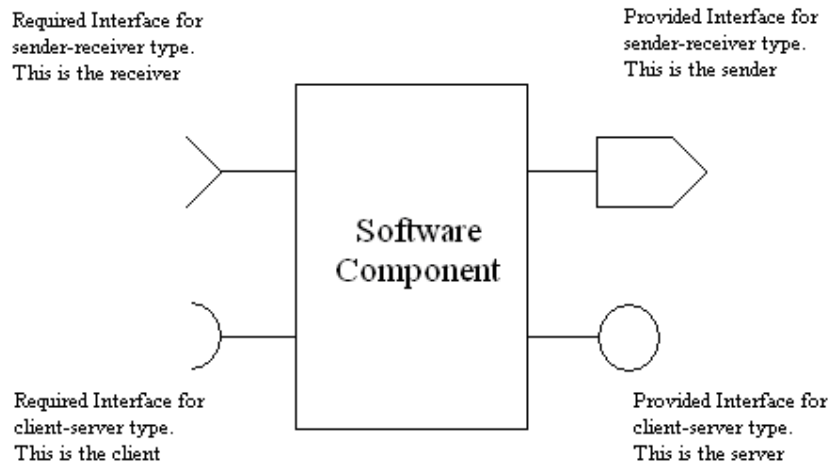 Required Interface for
sender-receiver type.
This is the receiver
Provided Interface for
sender-receiver type.
This is the sender
Software
Component
Required Interface for
client-server type.
This is the client
Provided Interface for
client-server type.
This is the server